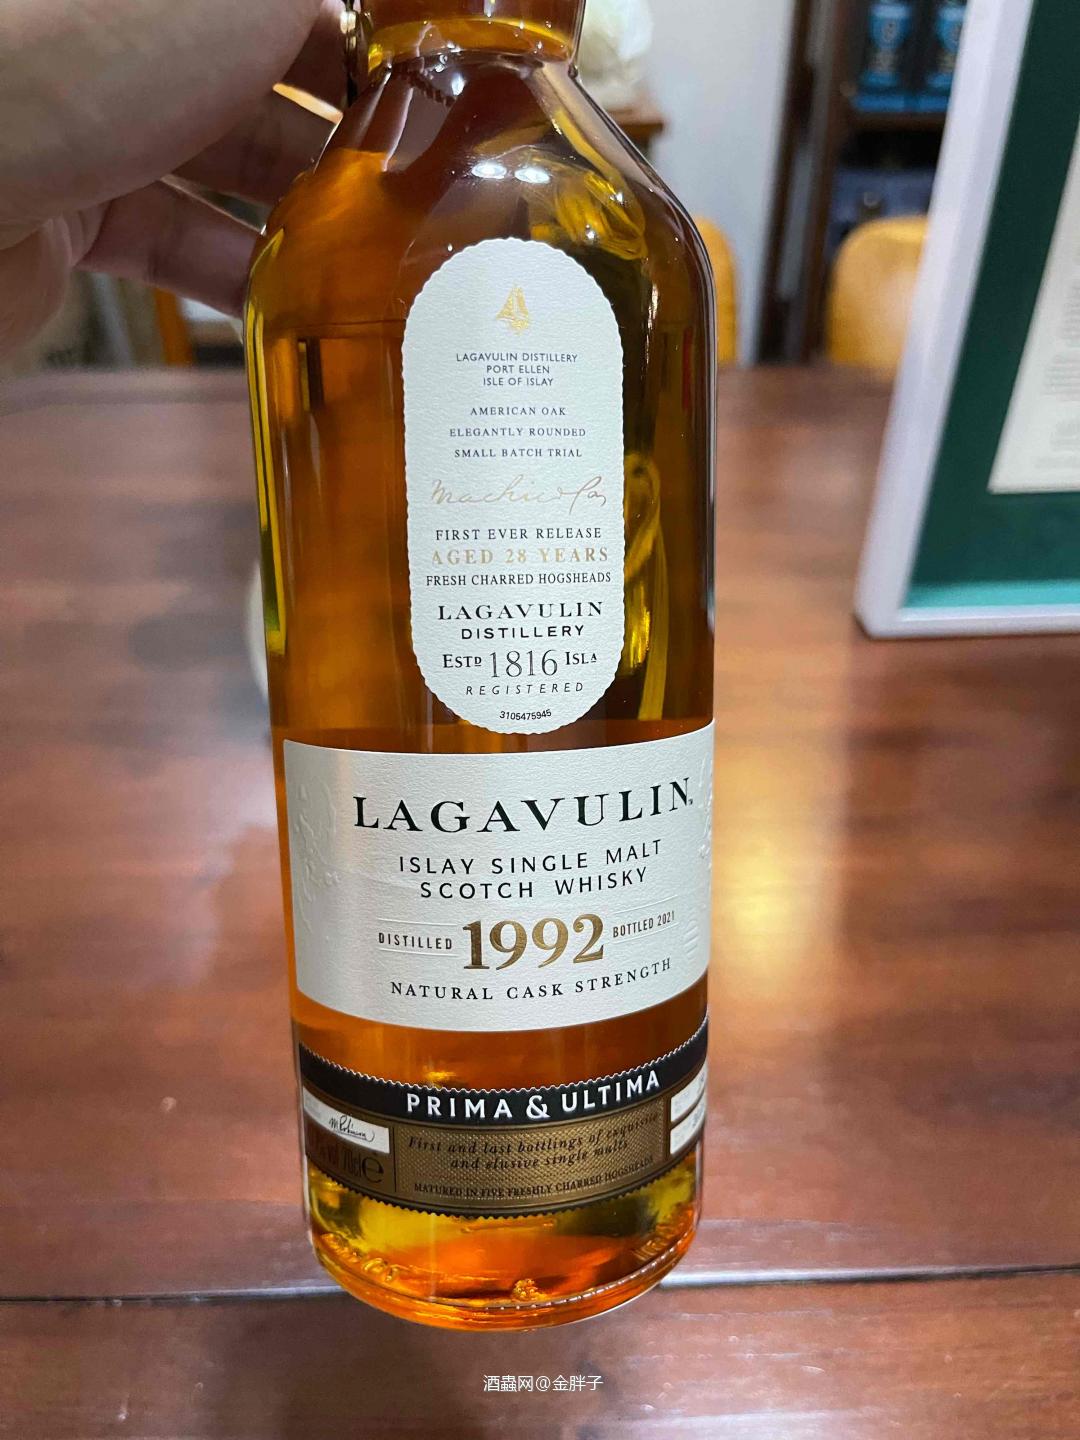 LAGAVULIN DISTILLERY
PORT ELLEN
ISLE OF ISLAY
AMERICAN OAK
ELEGANTLY ROUNDED
SMALL BATCH TRIAL
FIRST EVER RELEASE
AGED 28 YEARS
FRESH CHARRED HOGSHEADS
LAGAVULIN
DISTILLERY
ESTD 1816 ISLA
REGISTERED
3105475945
LAGAVULIN
ISLAY SINGLE MALT
SCOTCH WHISKY
DISTILLED 1992 BOTTLED 2021
NATURAL CASK STRENGTH
PRIMA & ULTIMA
First and last bottlings of exquisite
and elusive single malts
MATURED IN FIVE FRESHLY CHARRED HOGSHEADS
70cl e
酒蟲网@金胖子